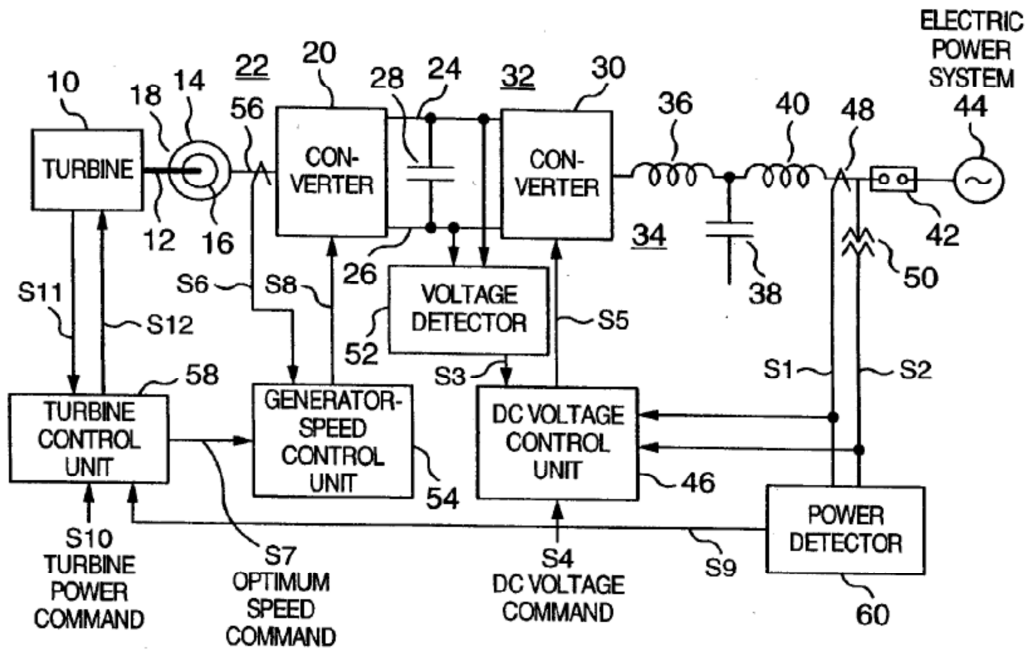 ELECTRIC
POWER
SYSTEM
10
18
14
22
56
20
28
24
32
30
36
40
48
44
TURBINE
CON-
VERTER
CON-
VERTER
12
16
26
34
38
42
50
S11
S12
S6
S8
VOLTAGE
DETECTOR
52
S3
S5
S1
S2
58
TURBINE
CONTROL
UNIT
GENERATOR-
SPEED
CONTROL
UNIT
54
DC VOLTAGE
CONTROL
UNIT
46
POWER
DETECTOR
60
S10
TURBINE
POWER
COMMAND
S7
OPTIMUM
SPEED
COMMAND
S4
DC VOLTAGE
COMMAND
S9